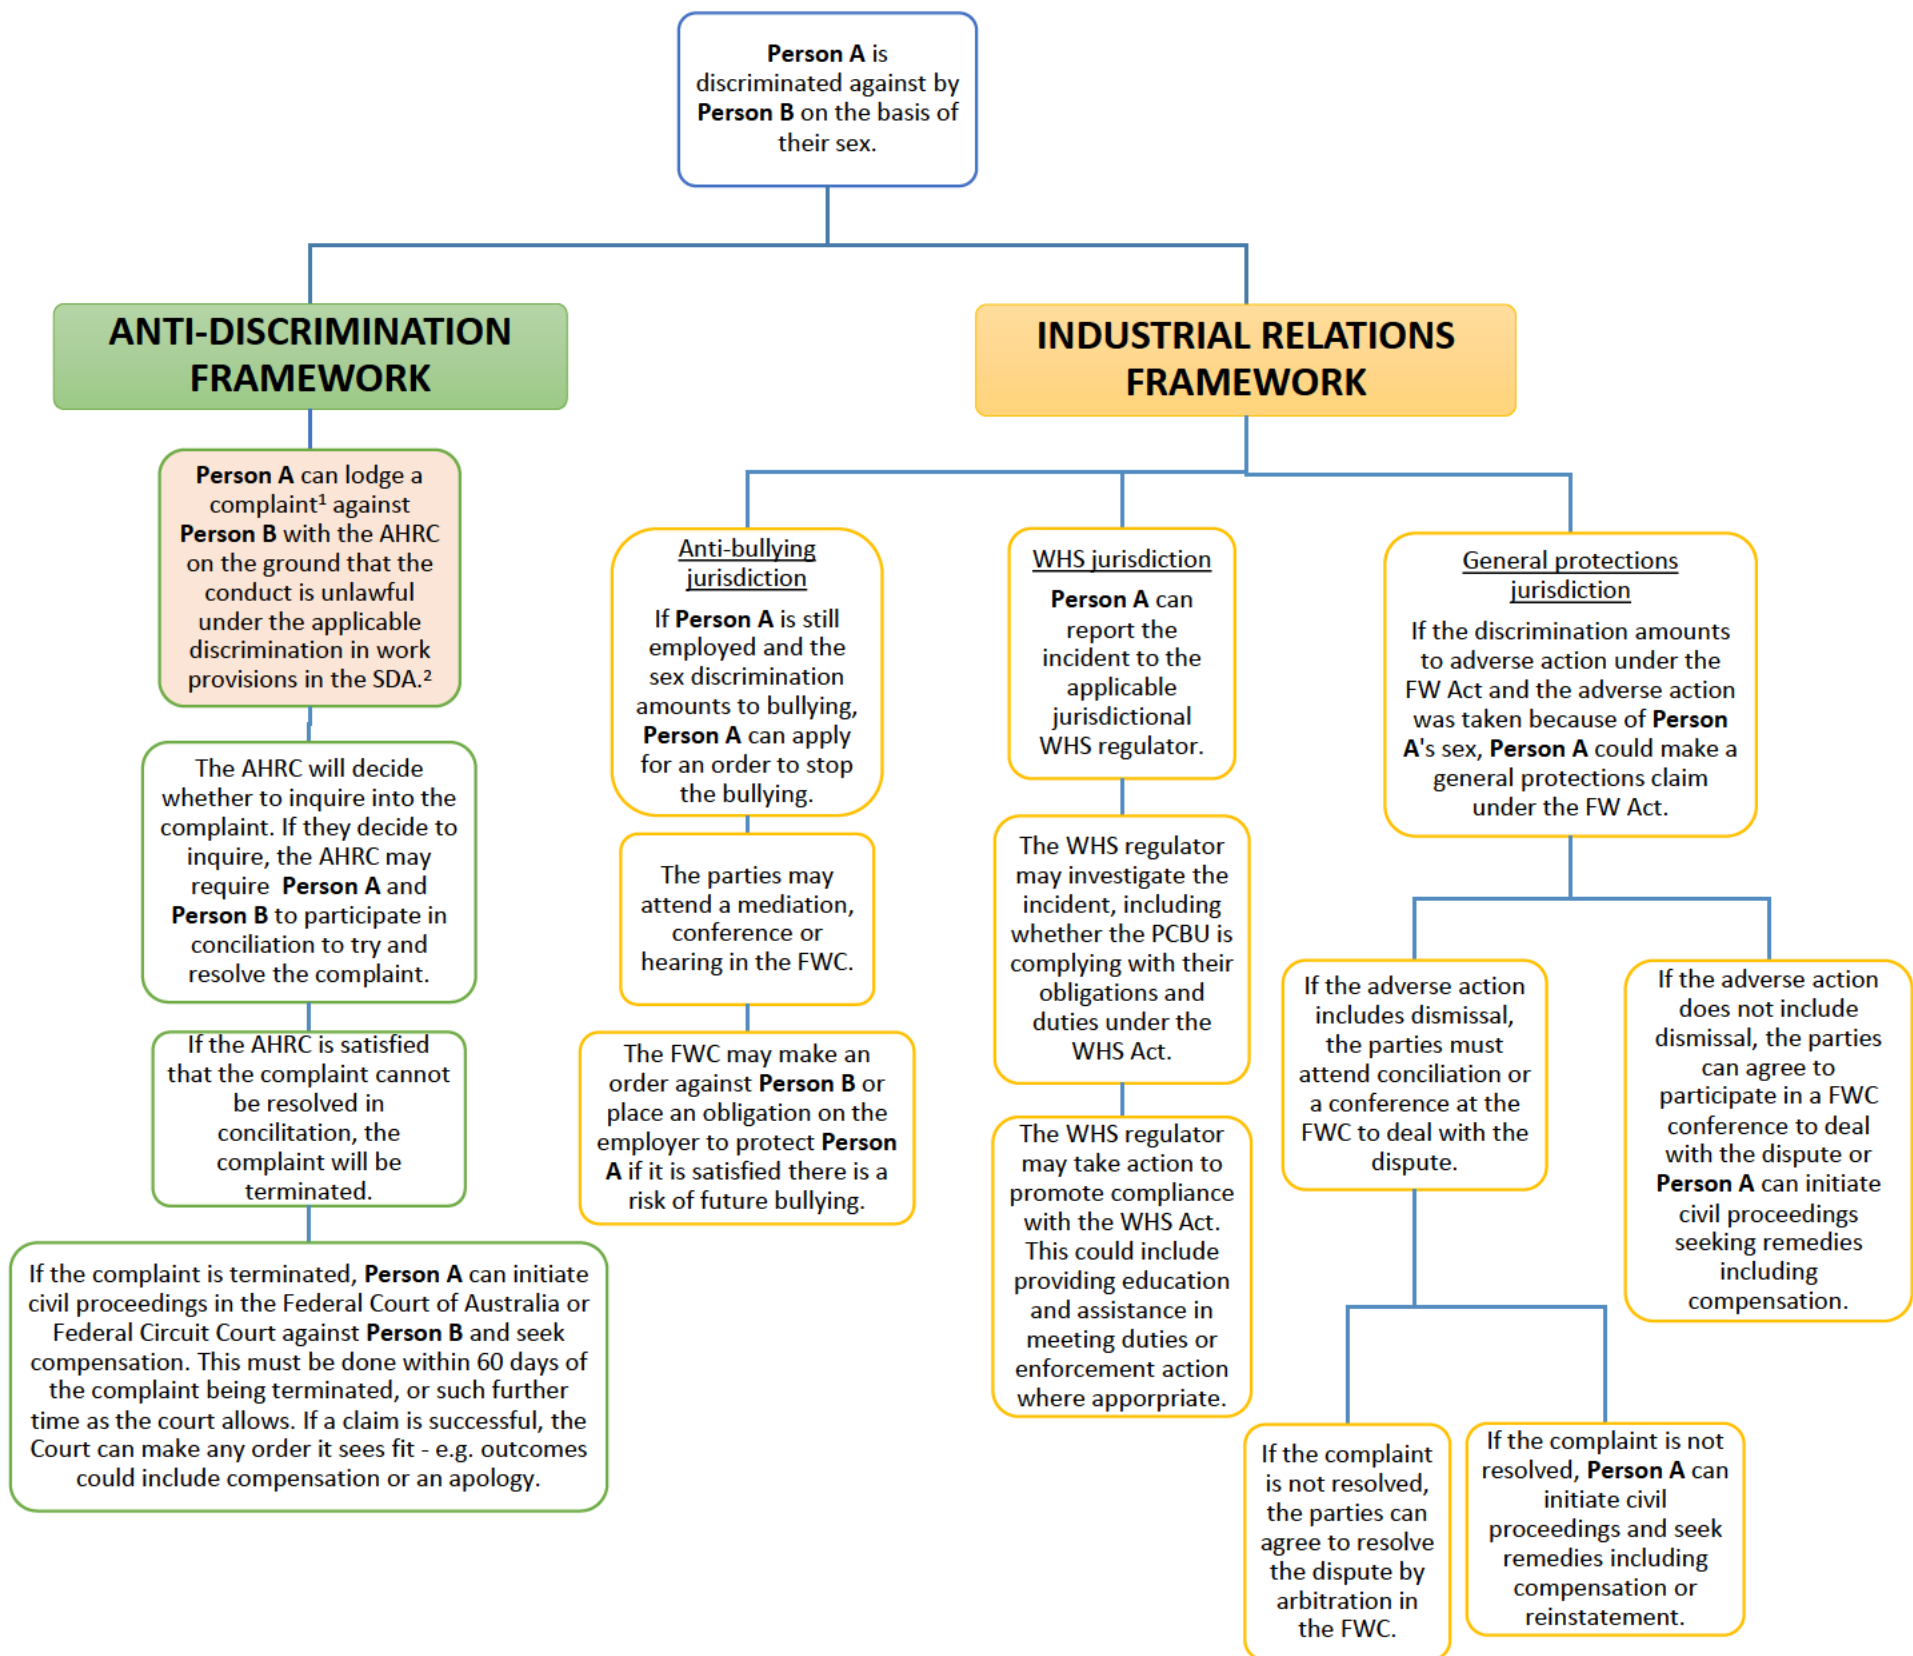 Person A is
discriminated against by
Person B on the basis of
their sex.
ANTI-DISCRIMINATION
FRAMEWORK
Person A can lodge a
complaint¹ against
Person B with the AHRC
on the ground that the
conduct is unlawful
under the applicable
discrimination in work
provisions in the SDA.²
The AHRC will decide
whether to inquire into the
complaint. If they decide to
inquire, the AHRC may
require Person A and
Person B to participate in
conciliation to try and
resolve the complaint.
If the AHRC is satisfied
that the complaint cannot
be resolved in
concilitation, the
complaint will be
terminated.
If the complaint is terminated, Person A can initiate
civil proceedings in the Federal Court of Australia or
Federal Circuit Court against Person B and seek
compensation. This must be done within 60 days of
the complaint being terminated, or such further
time as the court allows. If a claim is successful, the
Court can make any order it sees fit - e.g. outcomes
could include compensation or an apology.
INDUSTRIAL RELATIONS
FRAMEWORK
Anti-bullying
jurisdiction
If Person A is still
employed and the
sex discrimination
amounts to bullying,
Person A can apply
for an order to stop
the bullying.
The parties may
attend a mediation,
conference or
hearing in the FWC.
The FWC may make an
order against Person B or
place an obligation on the
employer to protect Person
A if it is satisfied there is a
risk of future bullying.
WHS jurisdiction
Person A can
report the
incident to the
applicable
jurisdictional
WHS regulator.
The WHS regulator
may investigate the
incident, including
whether the PCBU is
complying with their
obligations and
duties under the
WHS Act.
The WHS regulator
may take action to
promote compliance
with the WHS Act.
This could include
providing education
and assistance in
meeting duties or
enforcement action
where apporpriate.
General protections
jurisdiction
If the discrimination amounts
to adverse action under the
FW Act and the adverse action
was taken because of Person
A's sex, Person A could make a
general protections claim
under the FW Act.
If the adverse action
includes dismissal,
the parties must
attend conciliation or
a conference at the
FWC to deal with the
dispute.
If the complaint
is not resolved,
the parties can
agree to resolve
the dispute by
arbitration in
the FWC.
If the complaint is not
resolved, Person A can
initiate civil
proceedings and seek
remedies including
compensation or
reinstatement.
If the adverse action
does not include
dismissal, the parties
can agree to
participate in a FWC
conference to deal
with the dispute or
Person A can initiate
civil proceedings
seeking remedies
including
compensation.